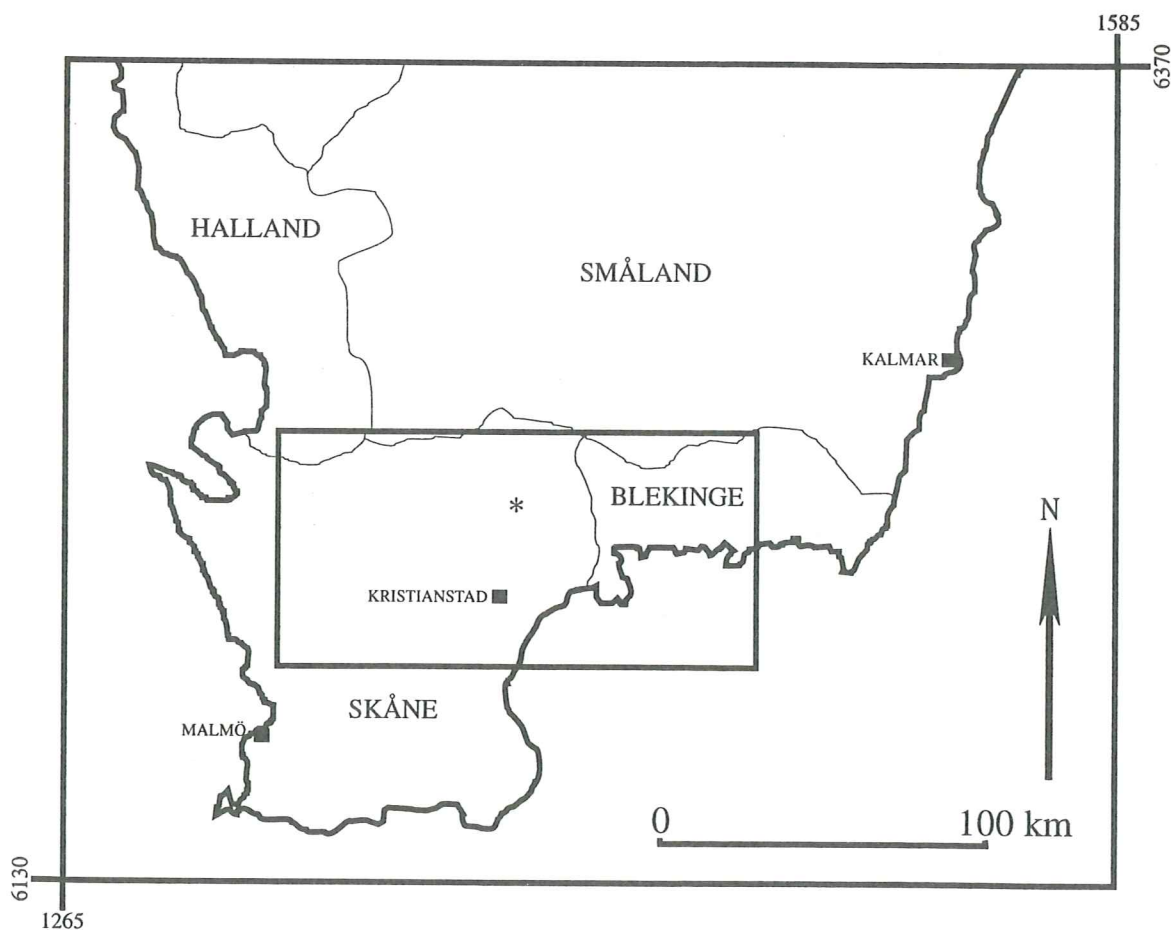 1585
6370
HALLAND
SMÅLAND
KALMAR
*
BLEKINGE
N
KRISTIANSTAD
SKÅNE
MALMÖ
0 100 km
6130
1265